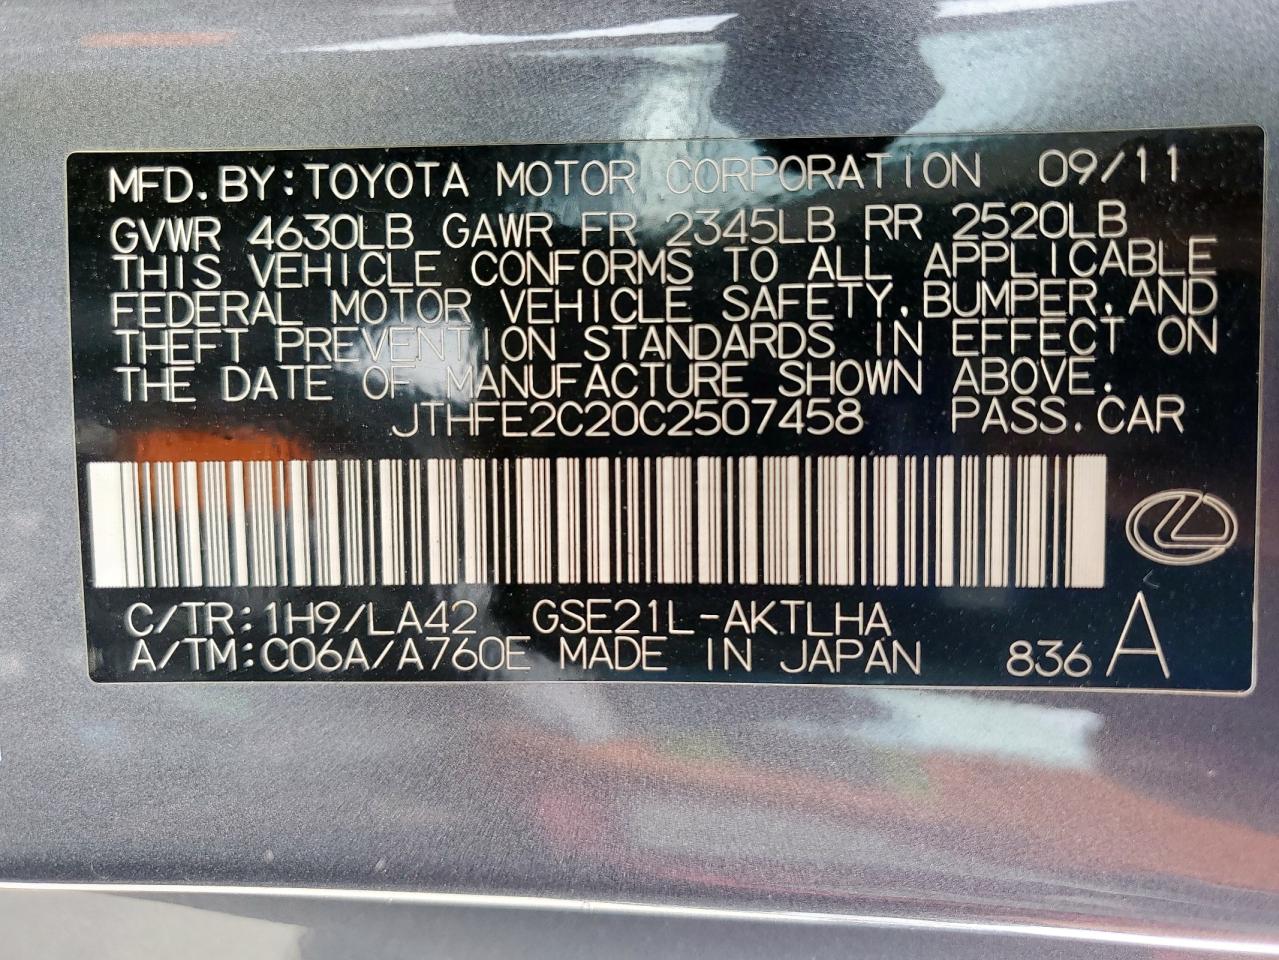 MFD. BY: TOYOTA MOTOR CORPORATION 09/11
GVWR 4630LB GAWR FR 2345LB RR 2520LB
THIS VEHICLE CONFORMS TO ALL APPLICABLE
FEDERAL MOTOR VEHICLE SAFETY, BUMPER, AND
THEFT PREVENTION STANDARDS IN EFFECT ON
THE DATE OF MANUFACTURE SHOWN ABOVE.
JTHFE2C20C2507458 PASS. CAR
C/TR: 1H9/LA42 GSE21L-AKTLHA
A/TM: C06A/A760E MADE IN JAPAN 836 A